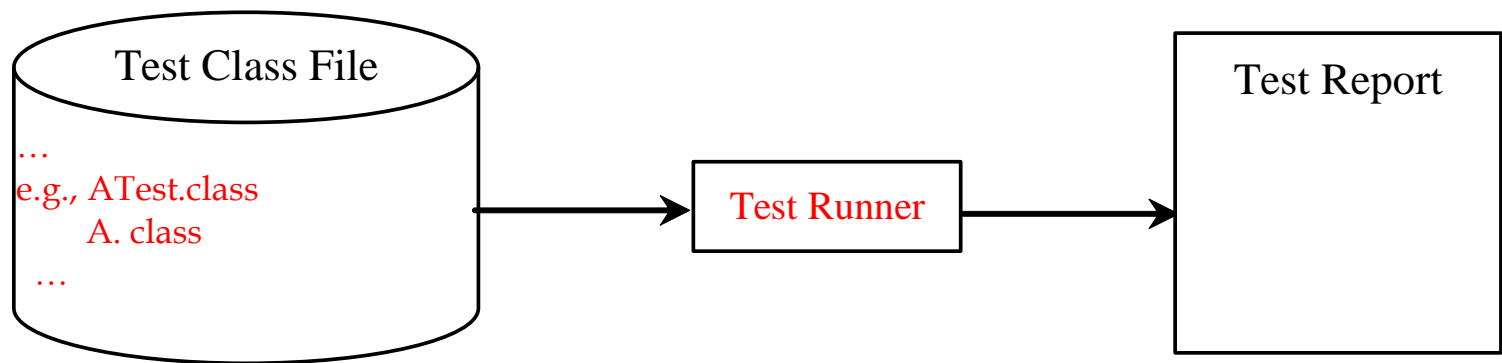 Test Class File
…
e.g., ATest.class
A. class
…
Test Runner
Test Report